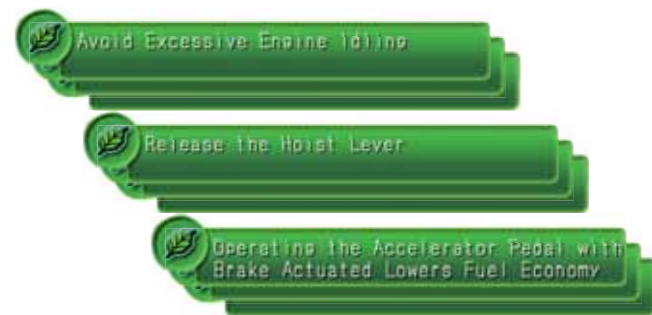 Avoid Excessive Engine Idling
Release the Hoist Lever
Operating the Accelerator Pedal with
Brake Actuated Lowers Fuel Economy